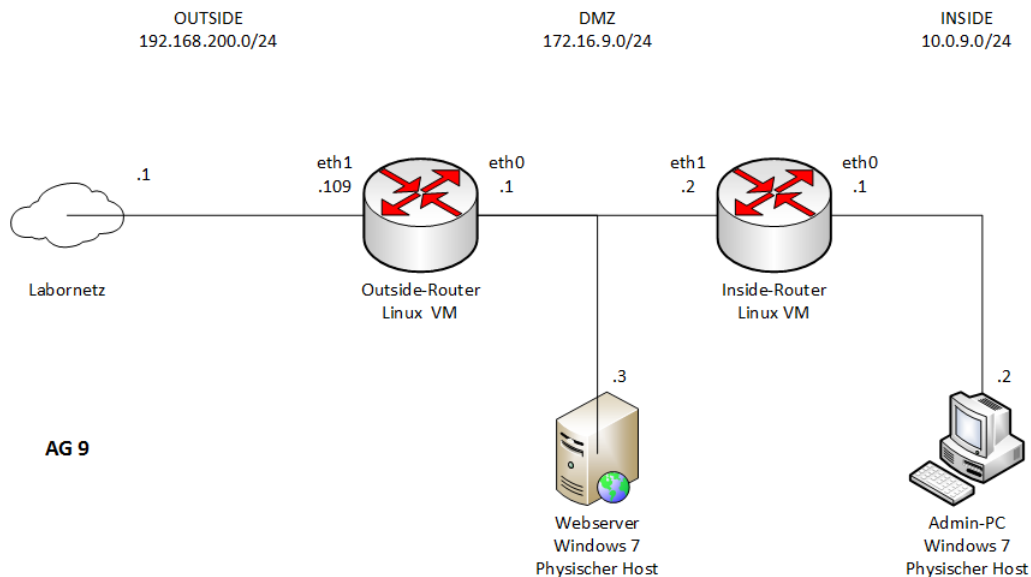 OUTSIDE
192.168.200.0/24
DMZ
172.16.9.0/24
INSIDE
10.0.9.0/24
.1
eth1
.109
eth0
.1
eth1
.2
eth0
.1
Labornetz
Outside-Router
Linux VM
Inside-Router
Linux VM
.3
.2
AG 9
Webserver
Windows 7
Physischer Host
Admin-PC
Windows 7
Physischer Host